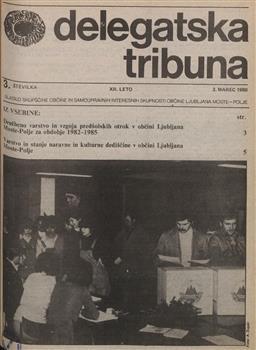 delegatska
tribuna
3. ŠTEVILKA
XII. LETO
2. MAREC 1988
GLASILO SKUPŠČINE OBČINE IN SAMOUPRAVNIH INTERESNIH SKUPNOSTI OBČINE LJUBLJANA MOSTE-POLJE
IZ VSEBINE:
str.
Družbeno varstvo in vzgoja predšolskih otrok v občini Ljubljana
Moste-Polje za obdobje 1982-1985
3
Varstvo in stanje naravne in kulturne dediščine v občini Ljubljana
Moste-Polje
5